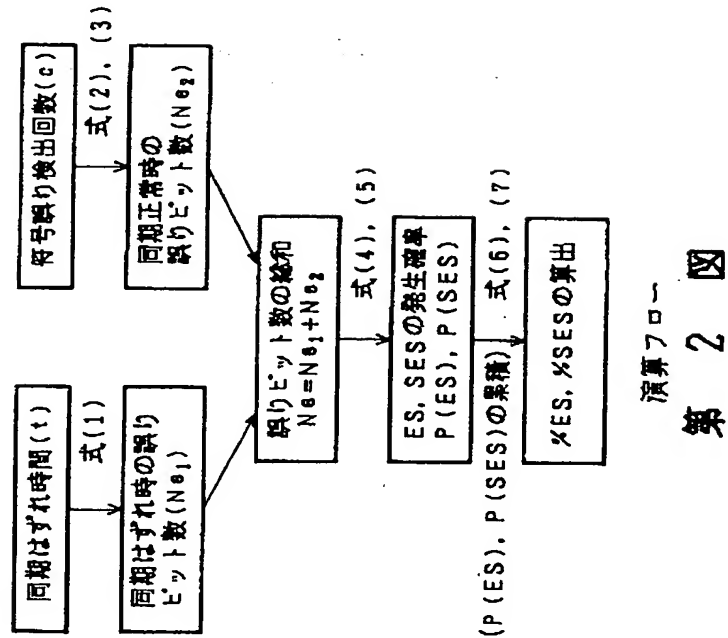 同期はずれ時間(t)
式(1)
同期はずれ時の誤り
ビット数(Ne₁)
符号誤り検出回数(c)
式(2), (3)
同期正常時の
誤りビット数(Ne₂)
誤りビット数の総和
Ne=Ne₁+Ne₂
式(4), (5)
ES, SESの発生確率
P(ES), P(SES)
(P(ES), P(SES)の累積)
式(6), (7)
%ES, %SESの算出
演算フロー
第 2 図